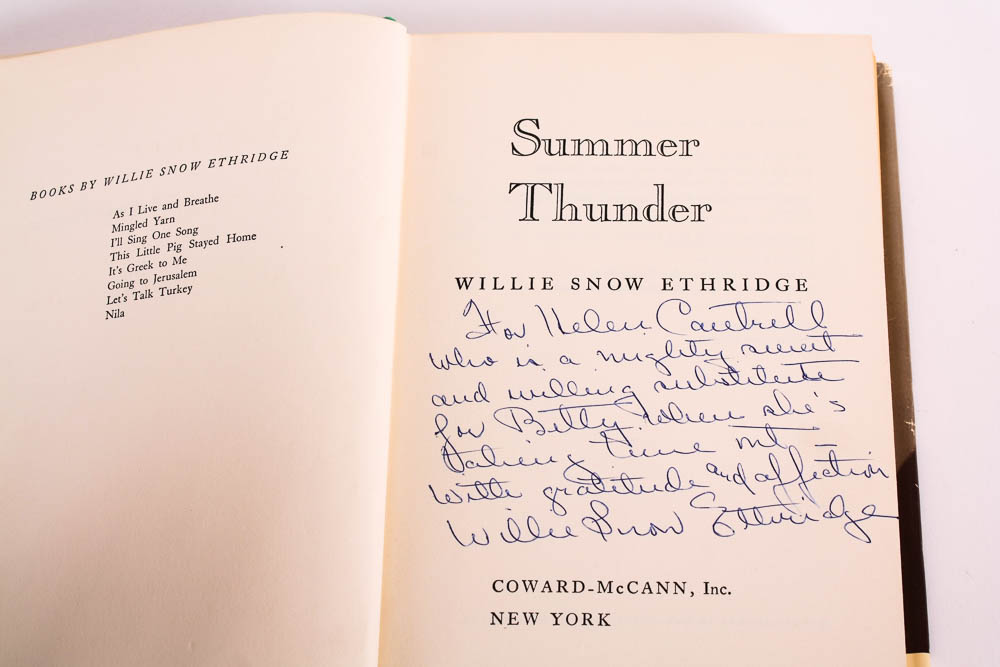 BOOKS BY WILLIE SNOW ETHRIDGE
As I Live and Breathe
Mingled Yarn
I'll Sing One Song
This Little Pig Stayed Home
It's Greek to Me
Going to Jerusalem
Let's Talk Turkey
Nila
Summer
Thunder
WILLIE SNOW ETHRIDGE
For Helen Cantrell
who is a mighty sweet
and willing substitute
for Betty when she's
taking time out –
With gratitude and affection
Willie Snow Ethridge
COWARD-McCANN, Inc.
NEW YORK